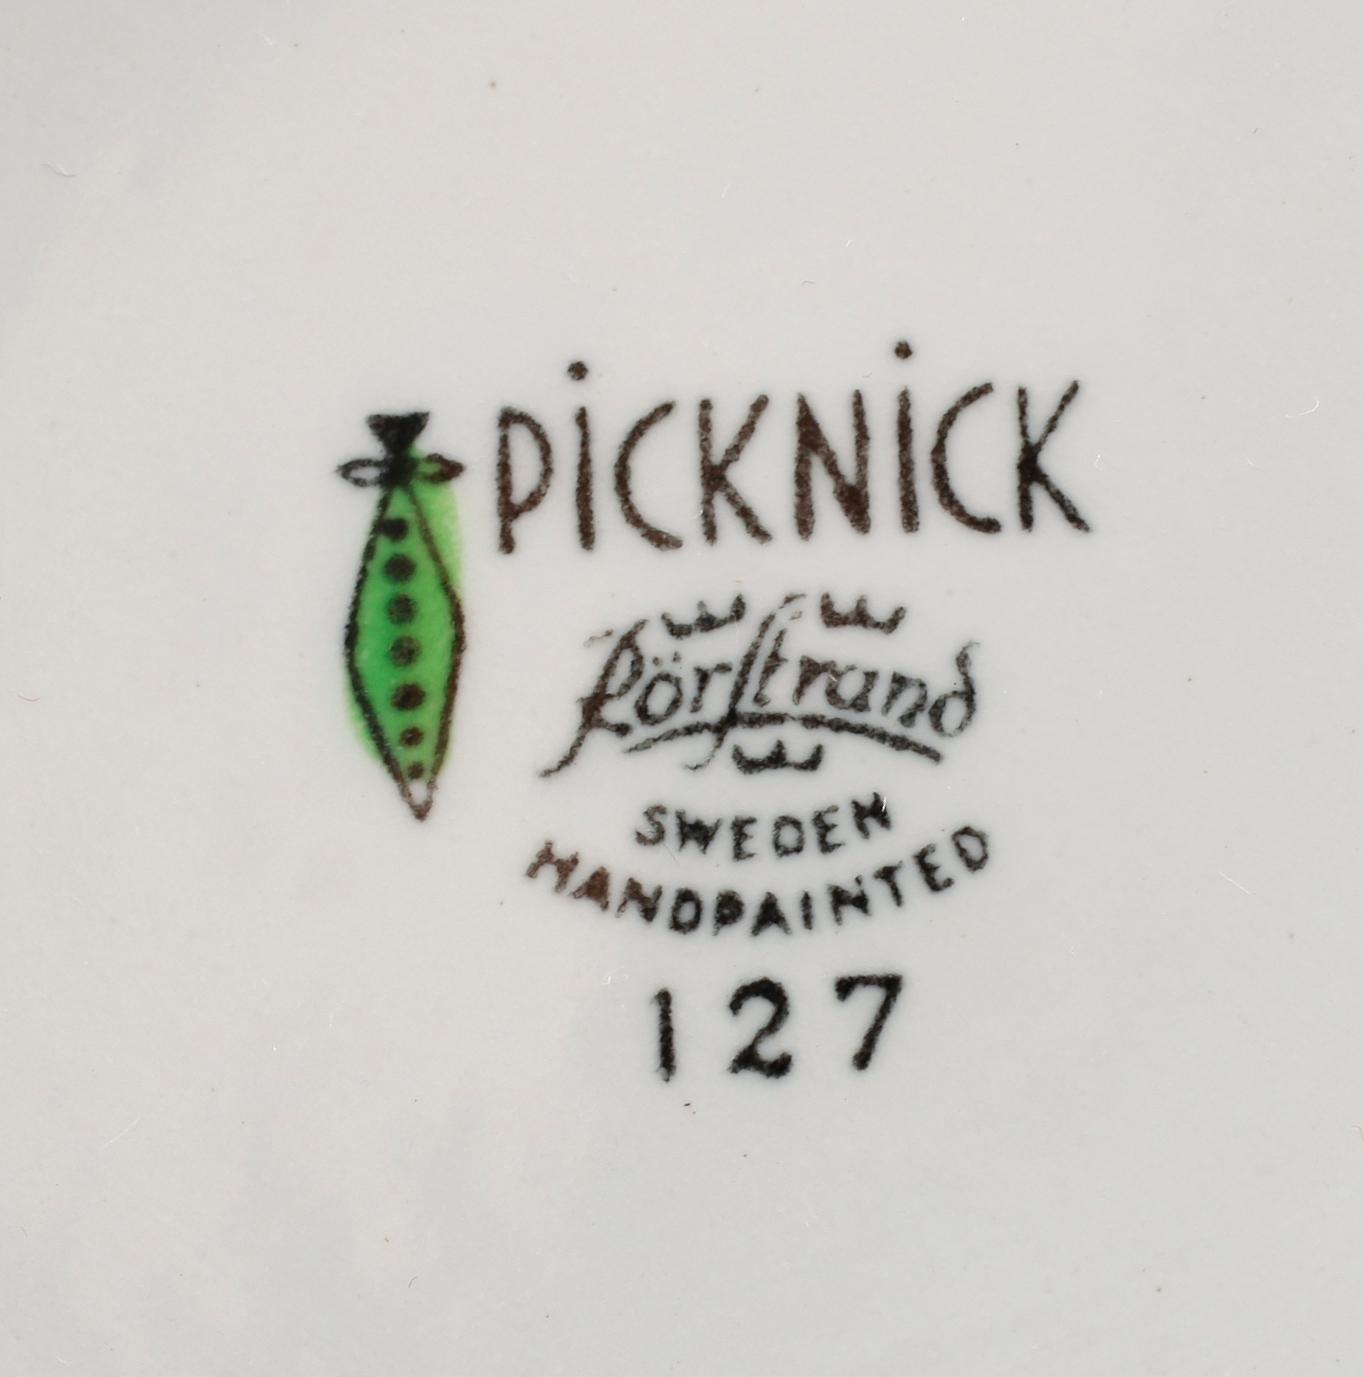 PiCKNiCK
Rörstrand
SWEDEN
HANDPAINTED
127